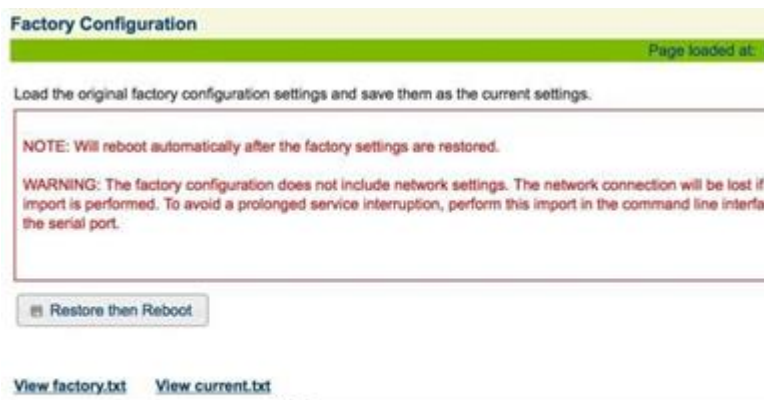 Factory Configuration
Page loaded at:
Load the original factory configuration settings and save them as the current settings.
NOTE: Will reboot automatically after the factory settings are restored.
WARNING: The factory configuration does not include network settings. The network connection will be lost if
import is performed. To avoid a prolonged service interruption, perform this import in the command line interfa
the serial port.
Restore then Reboot
View factory.txt View current.txt